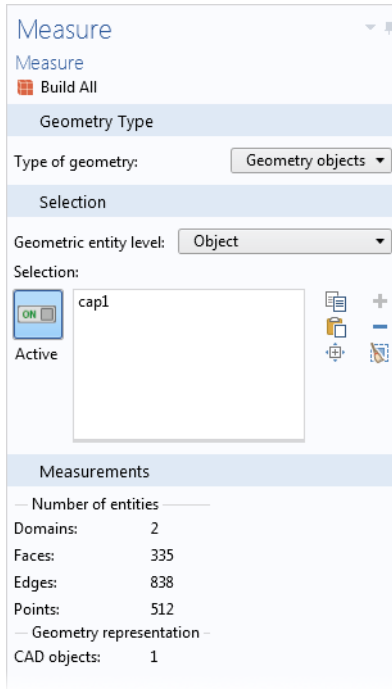 Measure
Measure
Build All
Geometry Type
Type of geometry: Geometry objects
Selection
Geometric entity level: Object
Selection:
ON cap1
Active
Measurements
Number of entities
Domains: 2
Faces: 335
Edges: 838
Points: 512
Geometry representation
CAD objects: 1